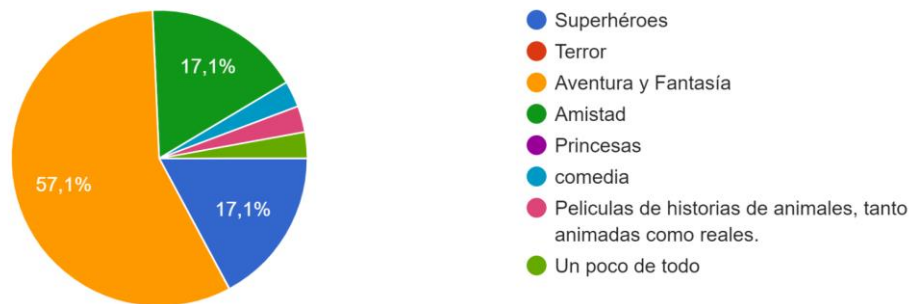 17,1%
57,1%
17,1%
Superhéroes
Terror
Aventura y Fantasía
Amistad
Princesas
comedia
Peliculas de historias de animales, tanto
animadas como reales.
Un poco de todo